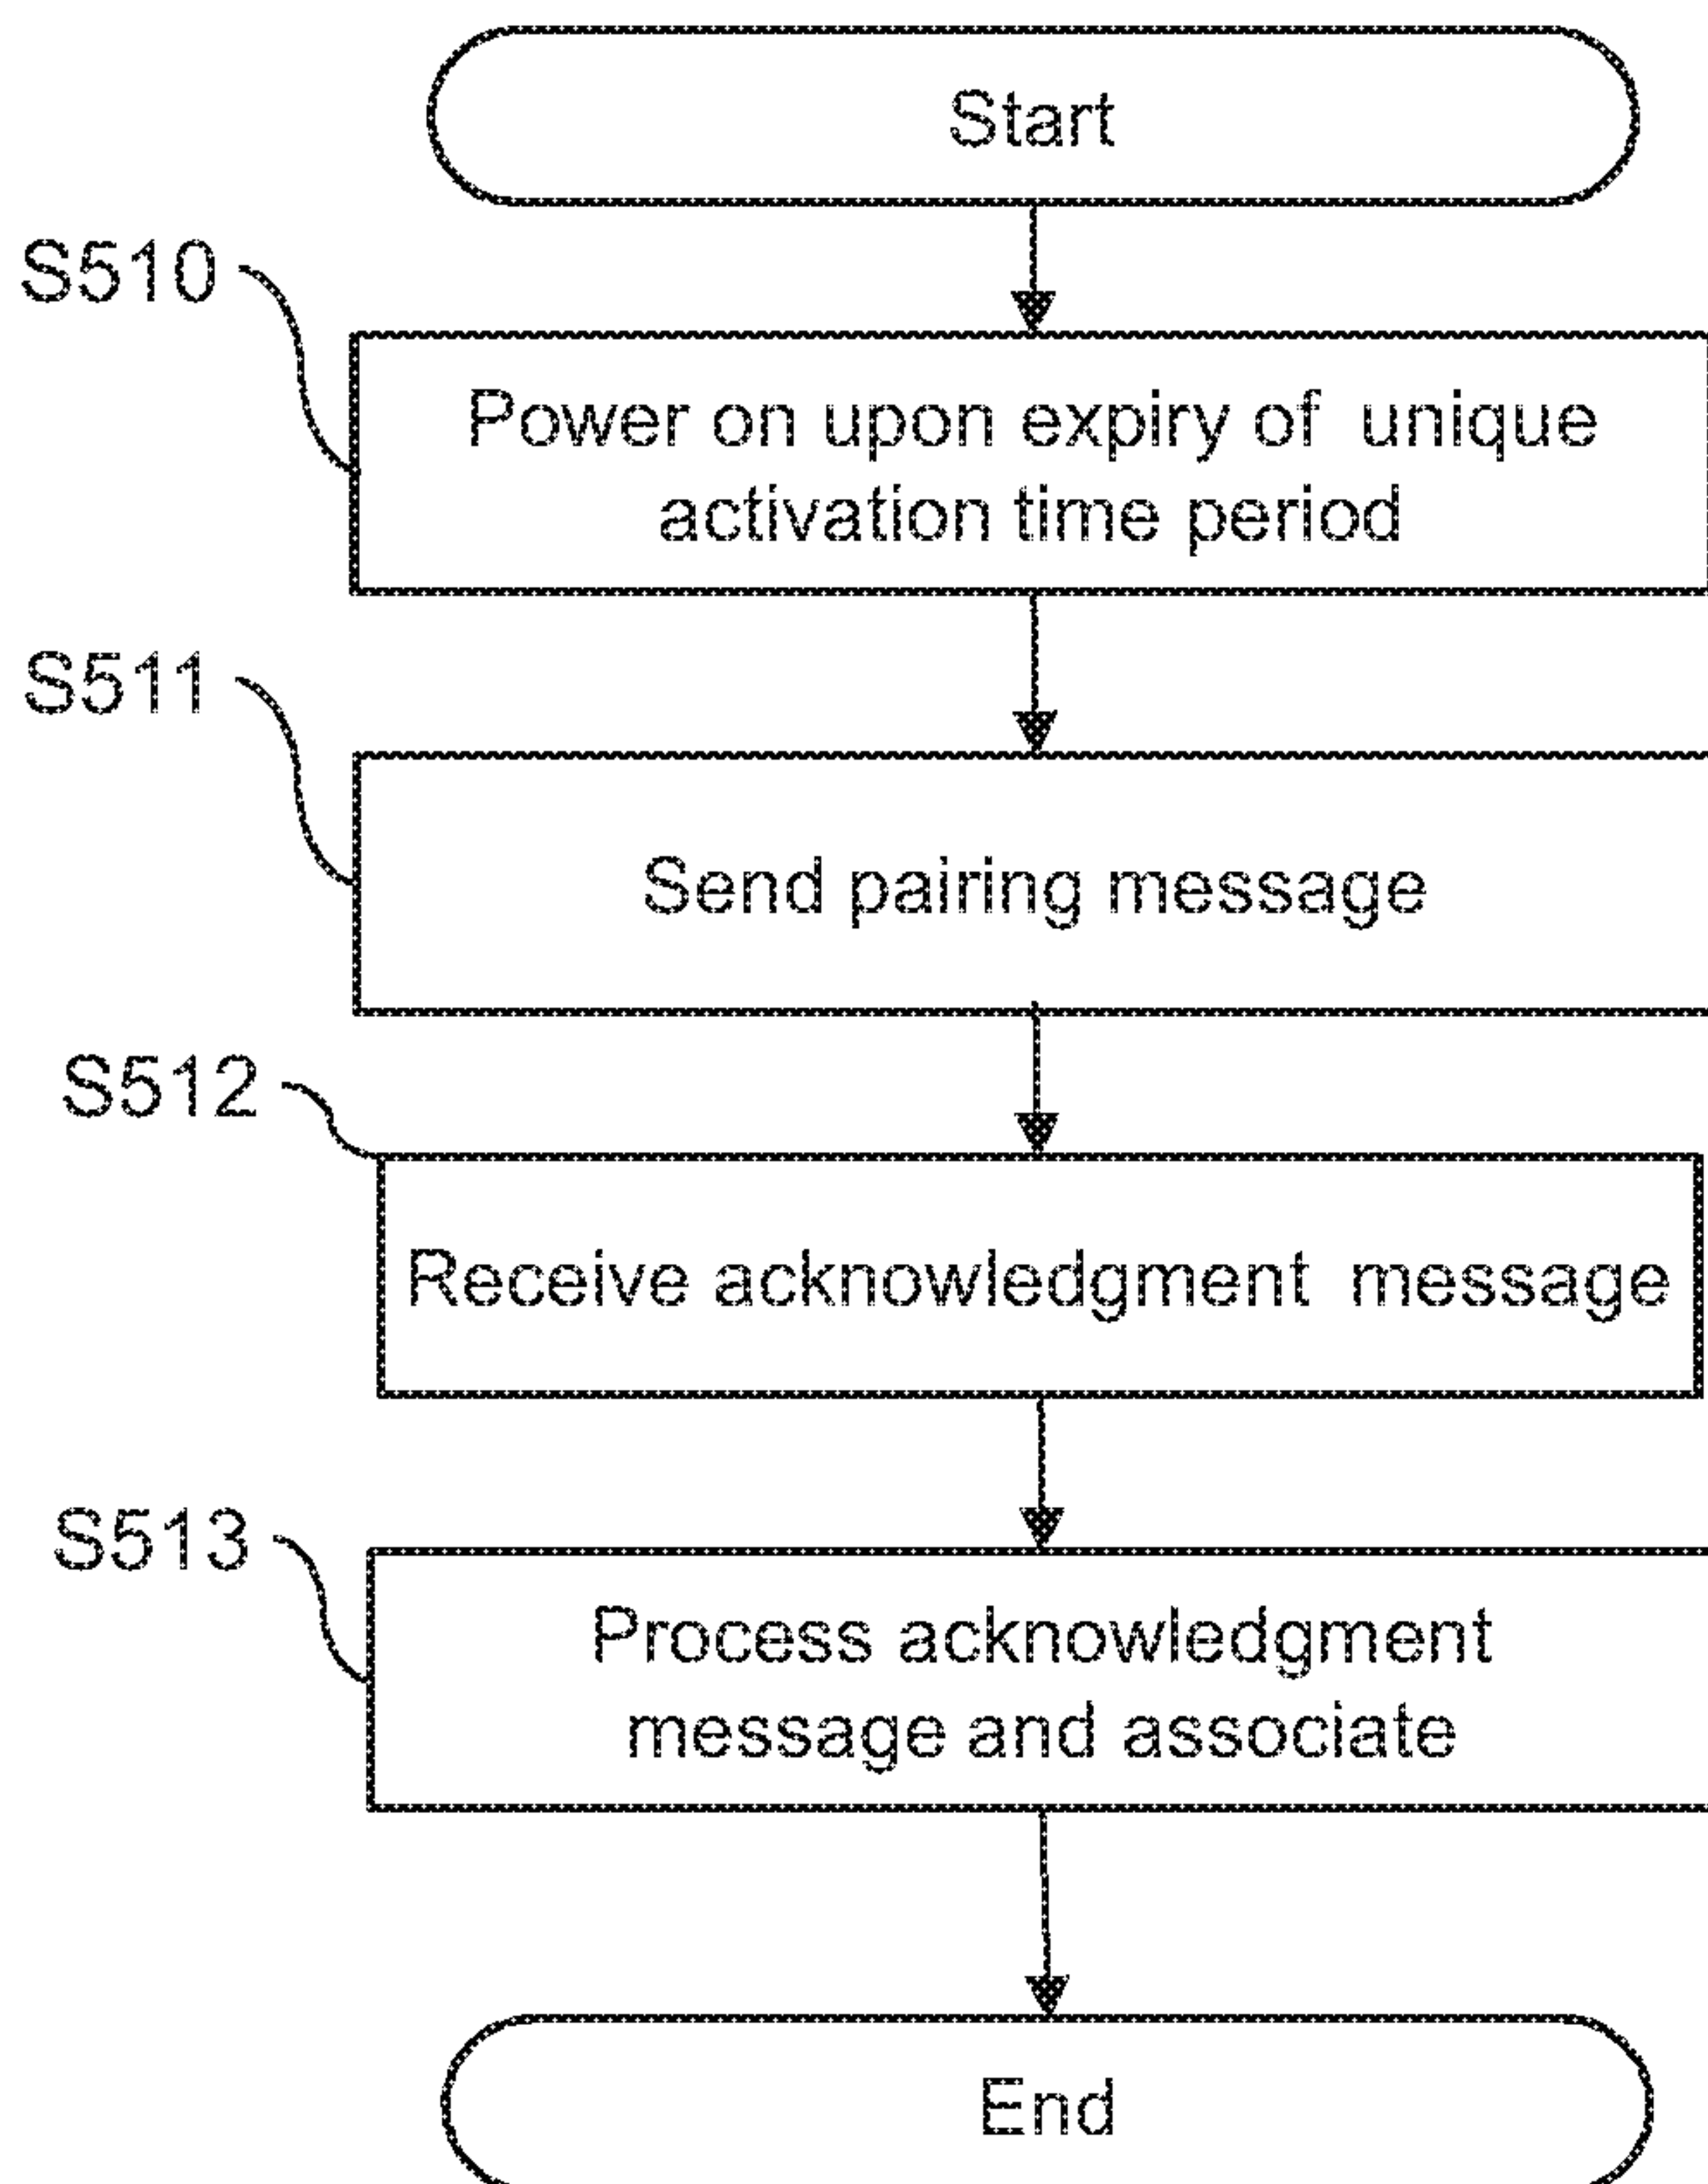 Start
S510
Power on upon expiry of unique
activation time period
S511
Send pairing message
S512
Receive acknowledgment message
S513
Process acknowledgment
message and associate
End